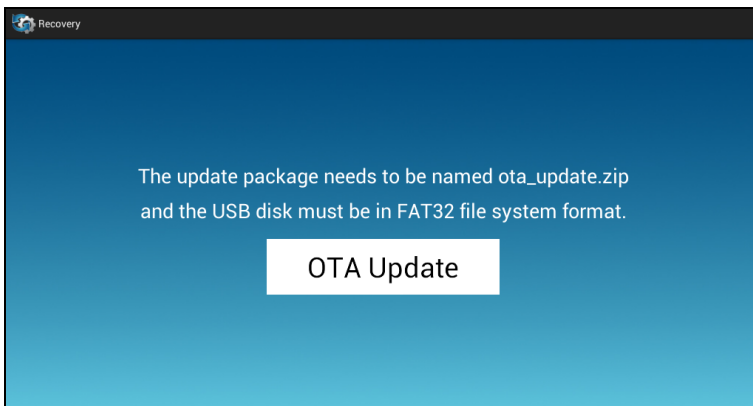 Recovery
The update package needs to be named ota_update.zip
and the USB disk must be in FAT32 file system format.
OTA Update